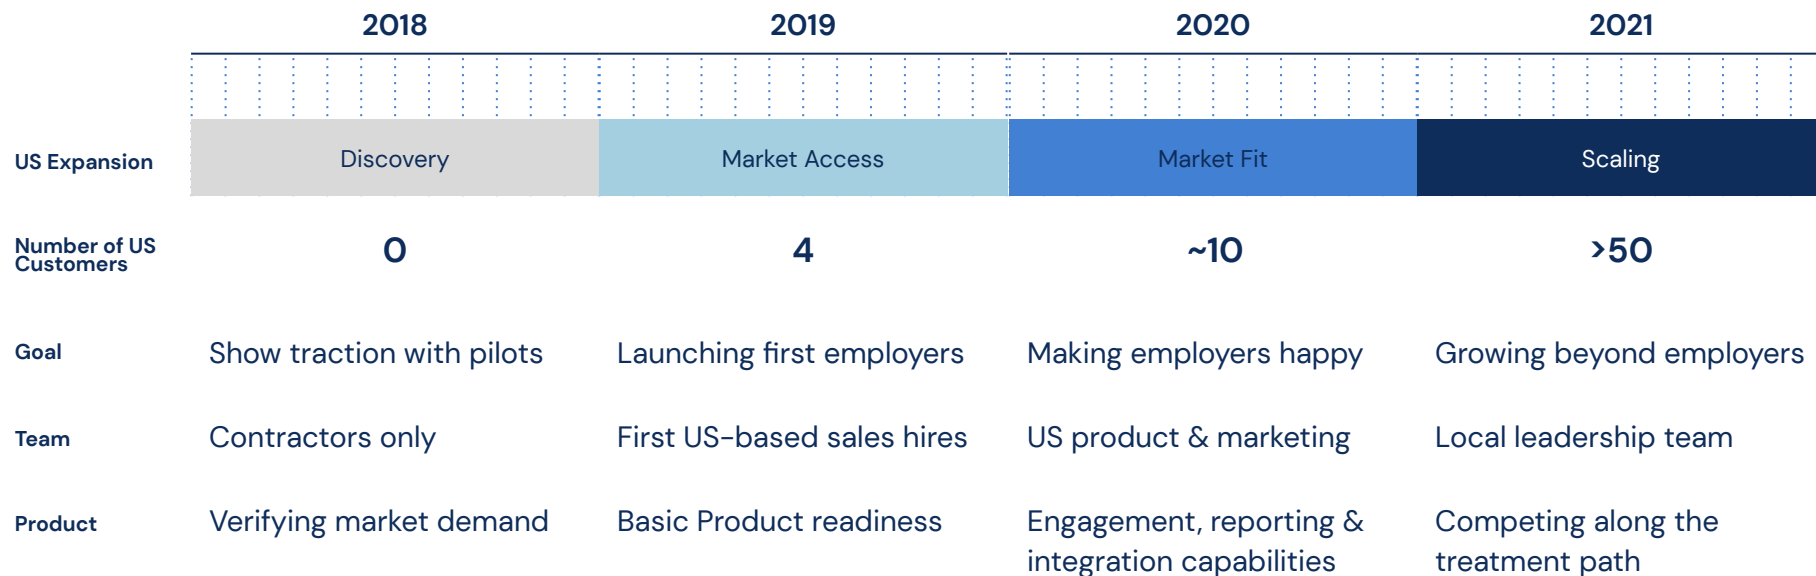 2018 2019 2020 2021
US Expansion Discovery Market Access Market Fit Scaling
Number of US
Customers
0 4 ~10 >50
Goal Show traction with pilots Launching first employers Making employers happy Growing beyond employers
Team Contractors only First US-based sales hires US product & marketing Local leadership team
Product Verifying market demand Basic Product readiness Engagement, reporting & Competing along the
integration capabilities treatment path